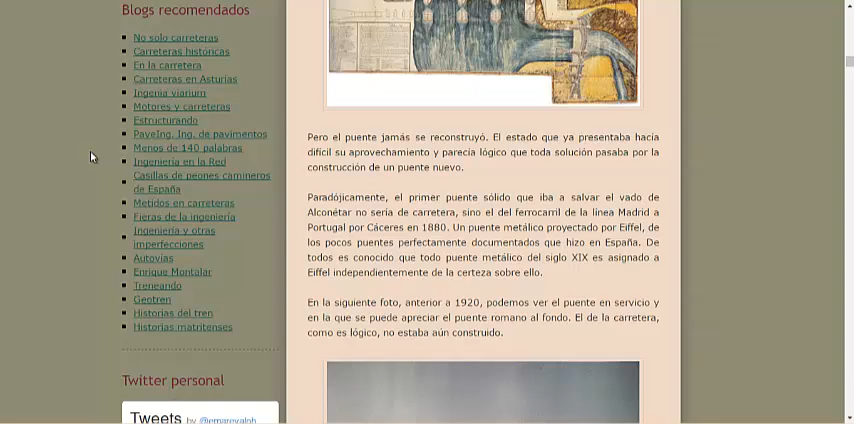 Blogs recomendados
No solo carreteras
Carreteras históricas
En la carretera
Carreteras en Asturias
Ingenia viarium
Motores y carreteras
Estructurando
PaveIng. Ing. de pavimentos
Menos de 140 palabras
Ingeniería en la Red
Casillas de peones camineros
de España
Metidos en carreteras
Fieras de la ingeniería
Ingeniería y otras
imperfecciones
Autovías
Enrique Montalar
Treneando
Geotren
Historias del tren
Historias matritenses
Twitter personal
Tweets by
Pero el puente jamás se reconstruyó. El estado que ya presentaba hacía
difícil su aprovechamiento y parecía lógico que toda solución pasaba por la
construcción de un puente nuevo.
Paradójicamente, el primer puente sólido que iba a salvar el vado de
Alconétar no sería de carretera, sino el del ferrocarril de la línea Madrid a
Portugal por Cáceres en 1880. Un puente metálico proyectado por Eiffel, de
los pocos puentes perfectamente documentados que hizo en España. De
todos es conocido que todo puente metálico del siglo XIX es asignado a
Eiffel independientemente de la certeza sobre ello.
En la siguiente foto, anterior a 1920, podemos ver el puente en servicio y
en la que se puede apreciar el puente romano al fondo. El de la carretera,
como es lógico, no estaba aún construido.